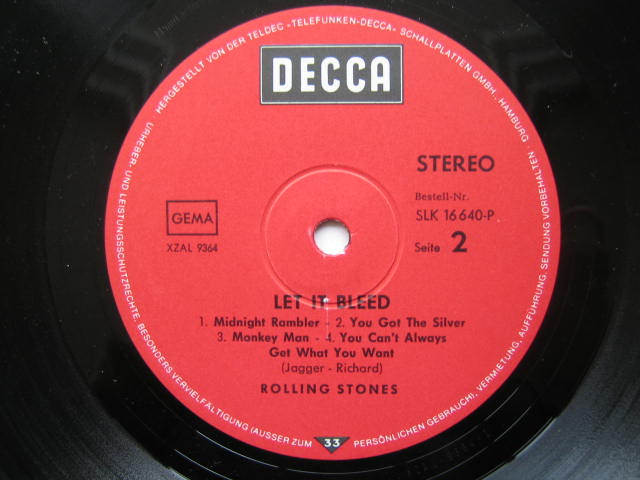 HERGESTELLT VON DER TELDEC »TELEFUNKEN-DECCA« SCHALLPLATTEN GMBH., HAMBURG
URHEBER- UND LEISTUNGSSCHUTZRECHTE, BESONDERS VERVIELFÄLTIGUNG (AUSSER ZUM PERSÖNLICHEN GEBRAUCH), VERMIETUNG, AUFFÜHRUNG, SENDUNG VORBEHALTEN
DECCA
STEREO
Bestell-Nr.
SLK 16 640-P
GEMA
XZAL 9364
Seite 2
LET IT BLEED
1. Midnight Rambler - 2. You Got The Silver
3. Monkey Man - 4. You Can't Always
Get What You Want
(Jagger - Richard)
ROLLING STONES
33